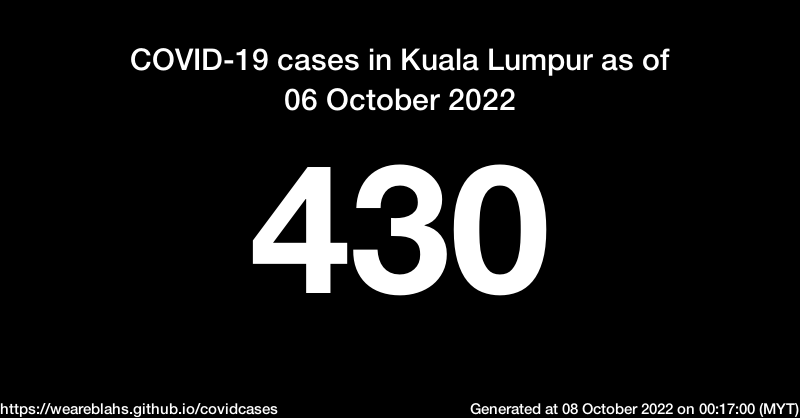 COVID-19 cases in Kuala Lumpur as of
06 October 2022
430
https://weareblahs.github.io/covidcases
Generated at 08 October 2022 on 00:17:00 (MYT)